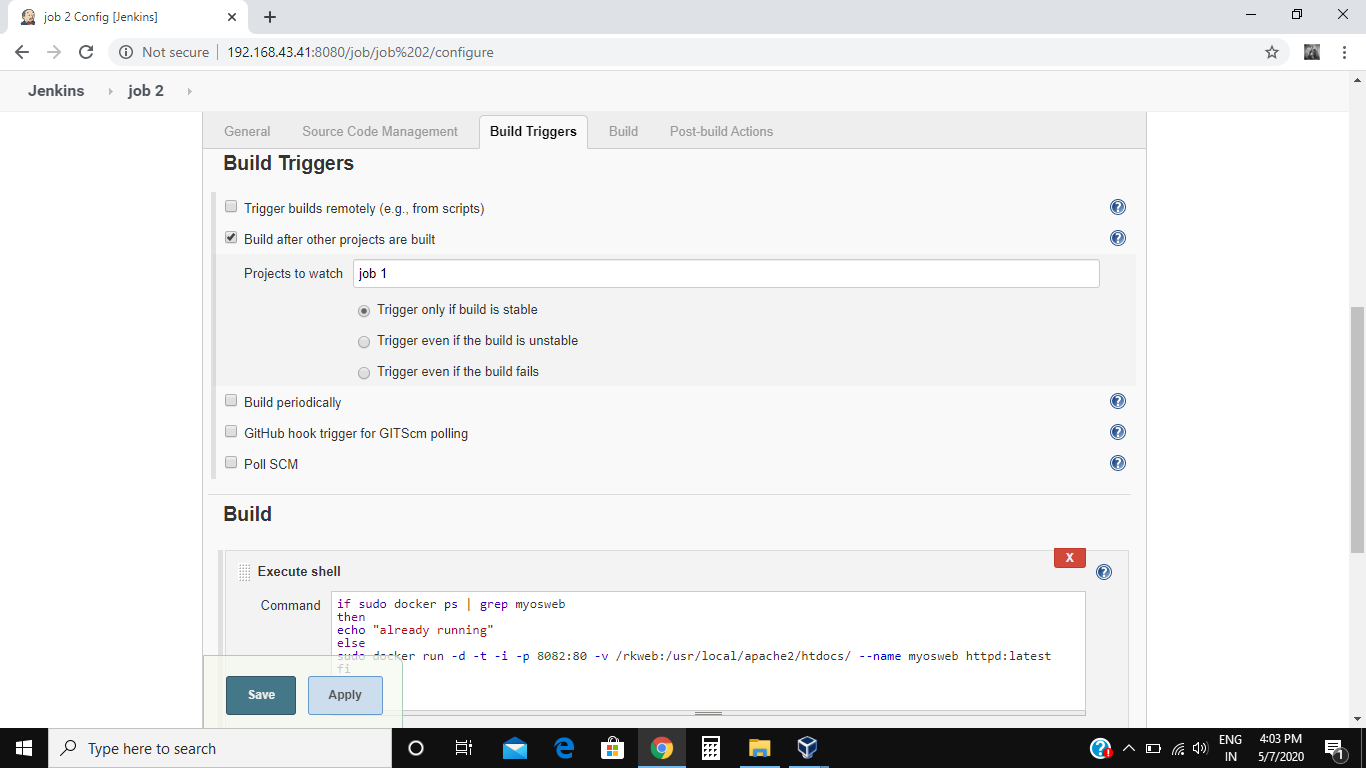 job 2 Config [Jenkins]
Not secure
192.168.43.41:8080/job/job%202/configure
Jenkins
job 2
General
Source Code Management
Build Triggers
Build
Post-build Actions
Build Triggers
Trigger builds remotely (e.g., from scripts)
Build after other projects are built
Projects to watch
job 1
Trigger only if build is stable
Trigger even if the build is unstable
Trigger even if the build fails
Build periodically
GitHub hook trigger for GITScm polling
Poll SCM
Build
X
Execute shell
Command
if sudo docker ps | grep myosweb
then
echo "already running"
else
sudo docker run -d -t -i -p 8082:80 -v /rkweb:/usr/local/apache2/htdocs/ --name myosweb httpd:latest
fi
Save
Apply
Type here to search
ENG
IN
4:03 PM
5/7/2020
1